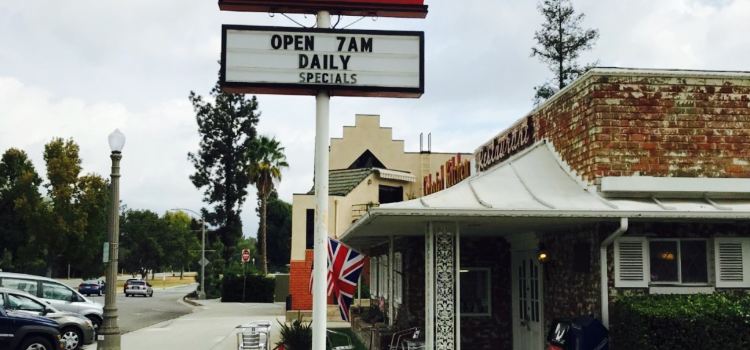 OPEN 7AM
DAILY
SPECIALS
Restaurant